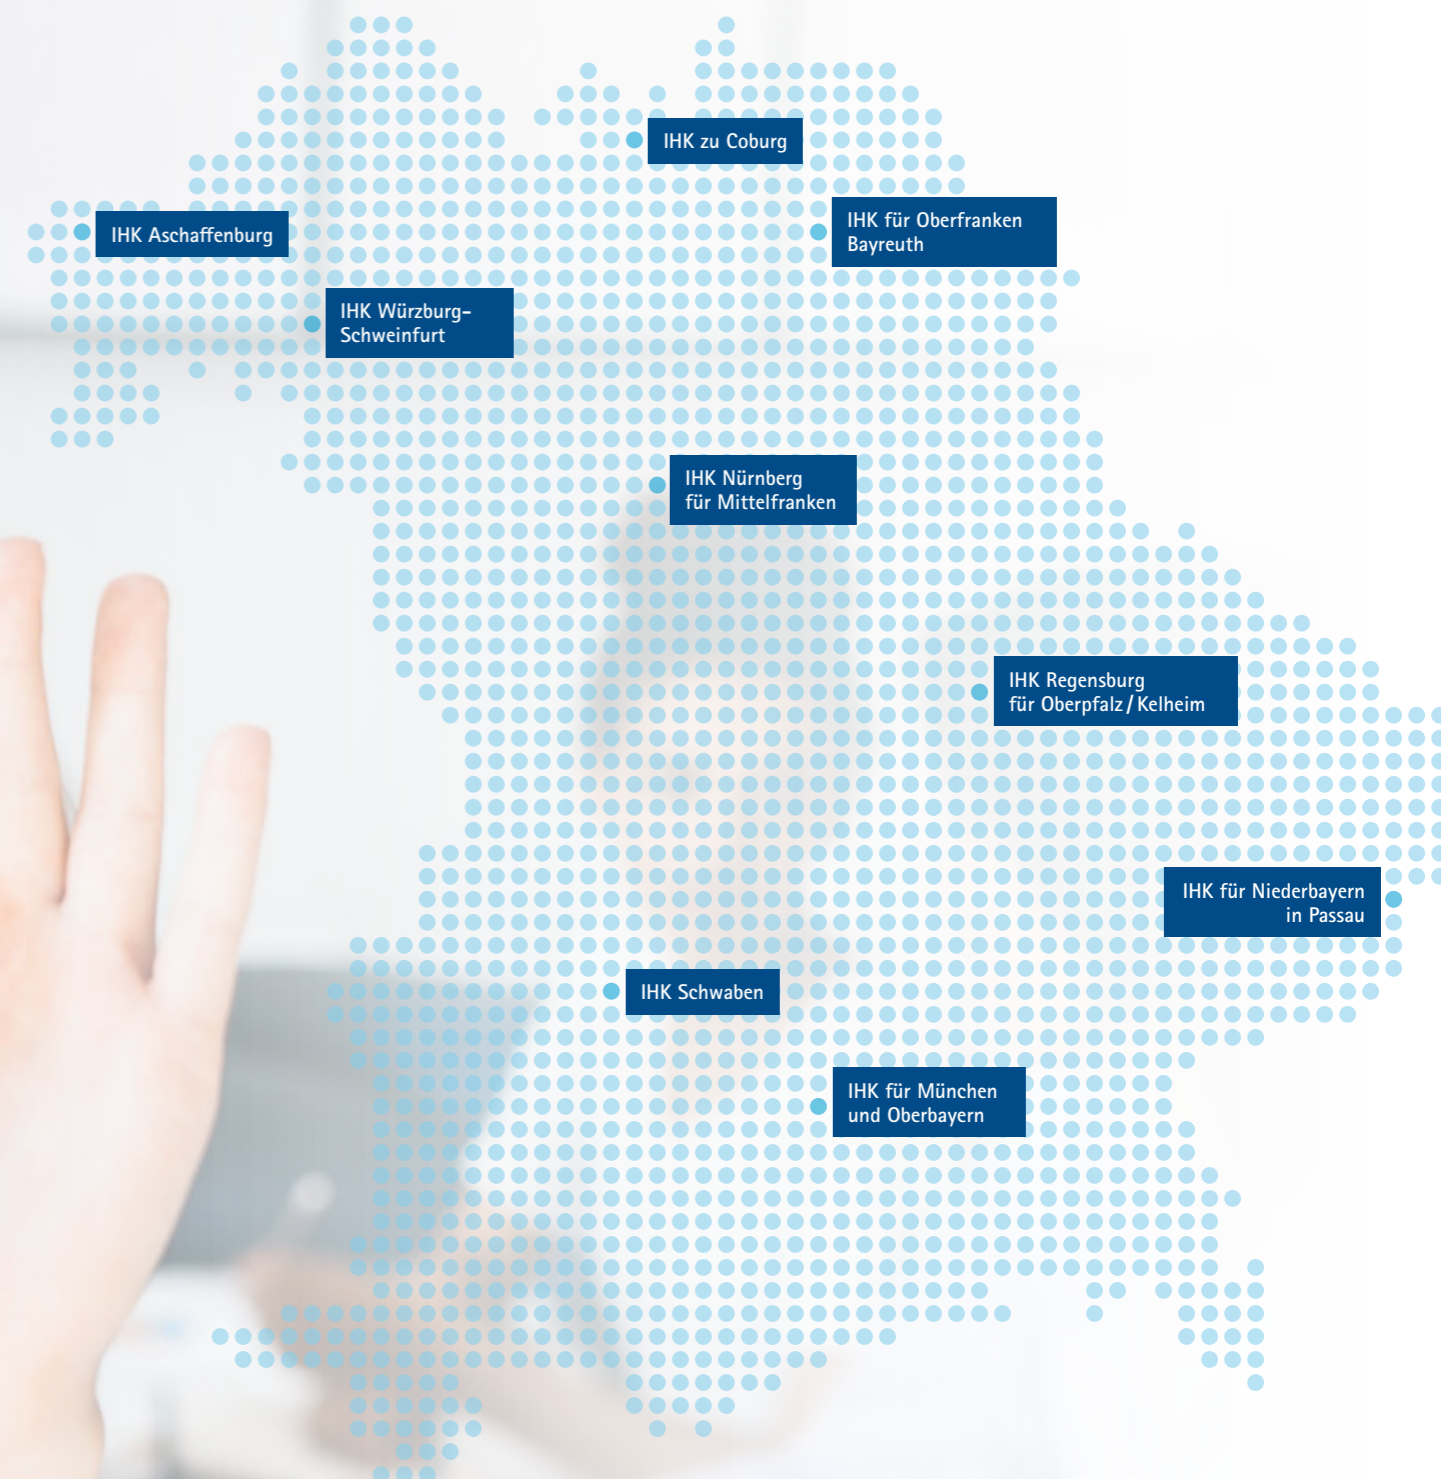 IHK zu Coburg
IHK Aschaffenburg
IHK für Oberfranken
Bayreuth
IHK Würzburg-
Schweinfurt
IHK Nürnberg
für Mittelfranken
IHK Regensburg
für Oberpfalz / Kelheim
IHK für Niederbayern
in Passau
IHK Schwaben
IHK für München
und Oberbayern